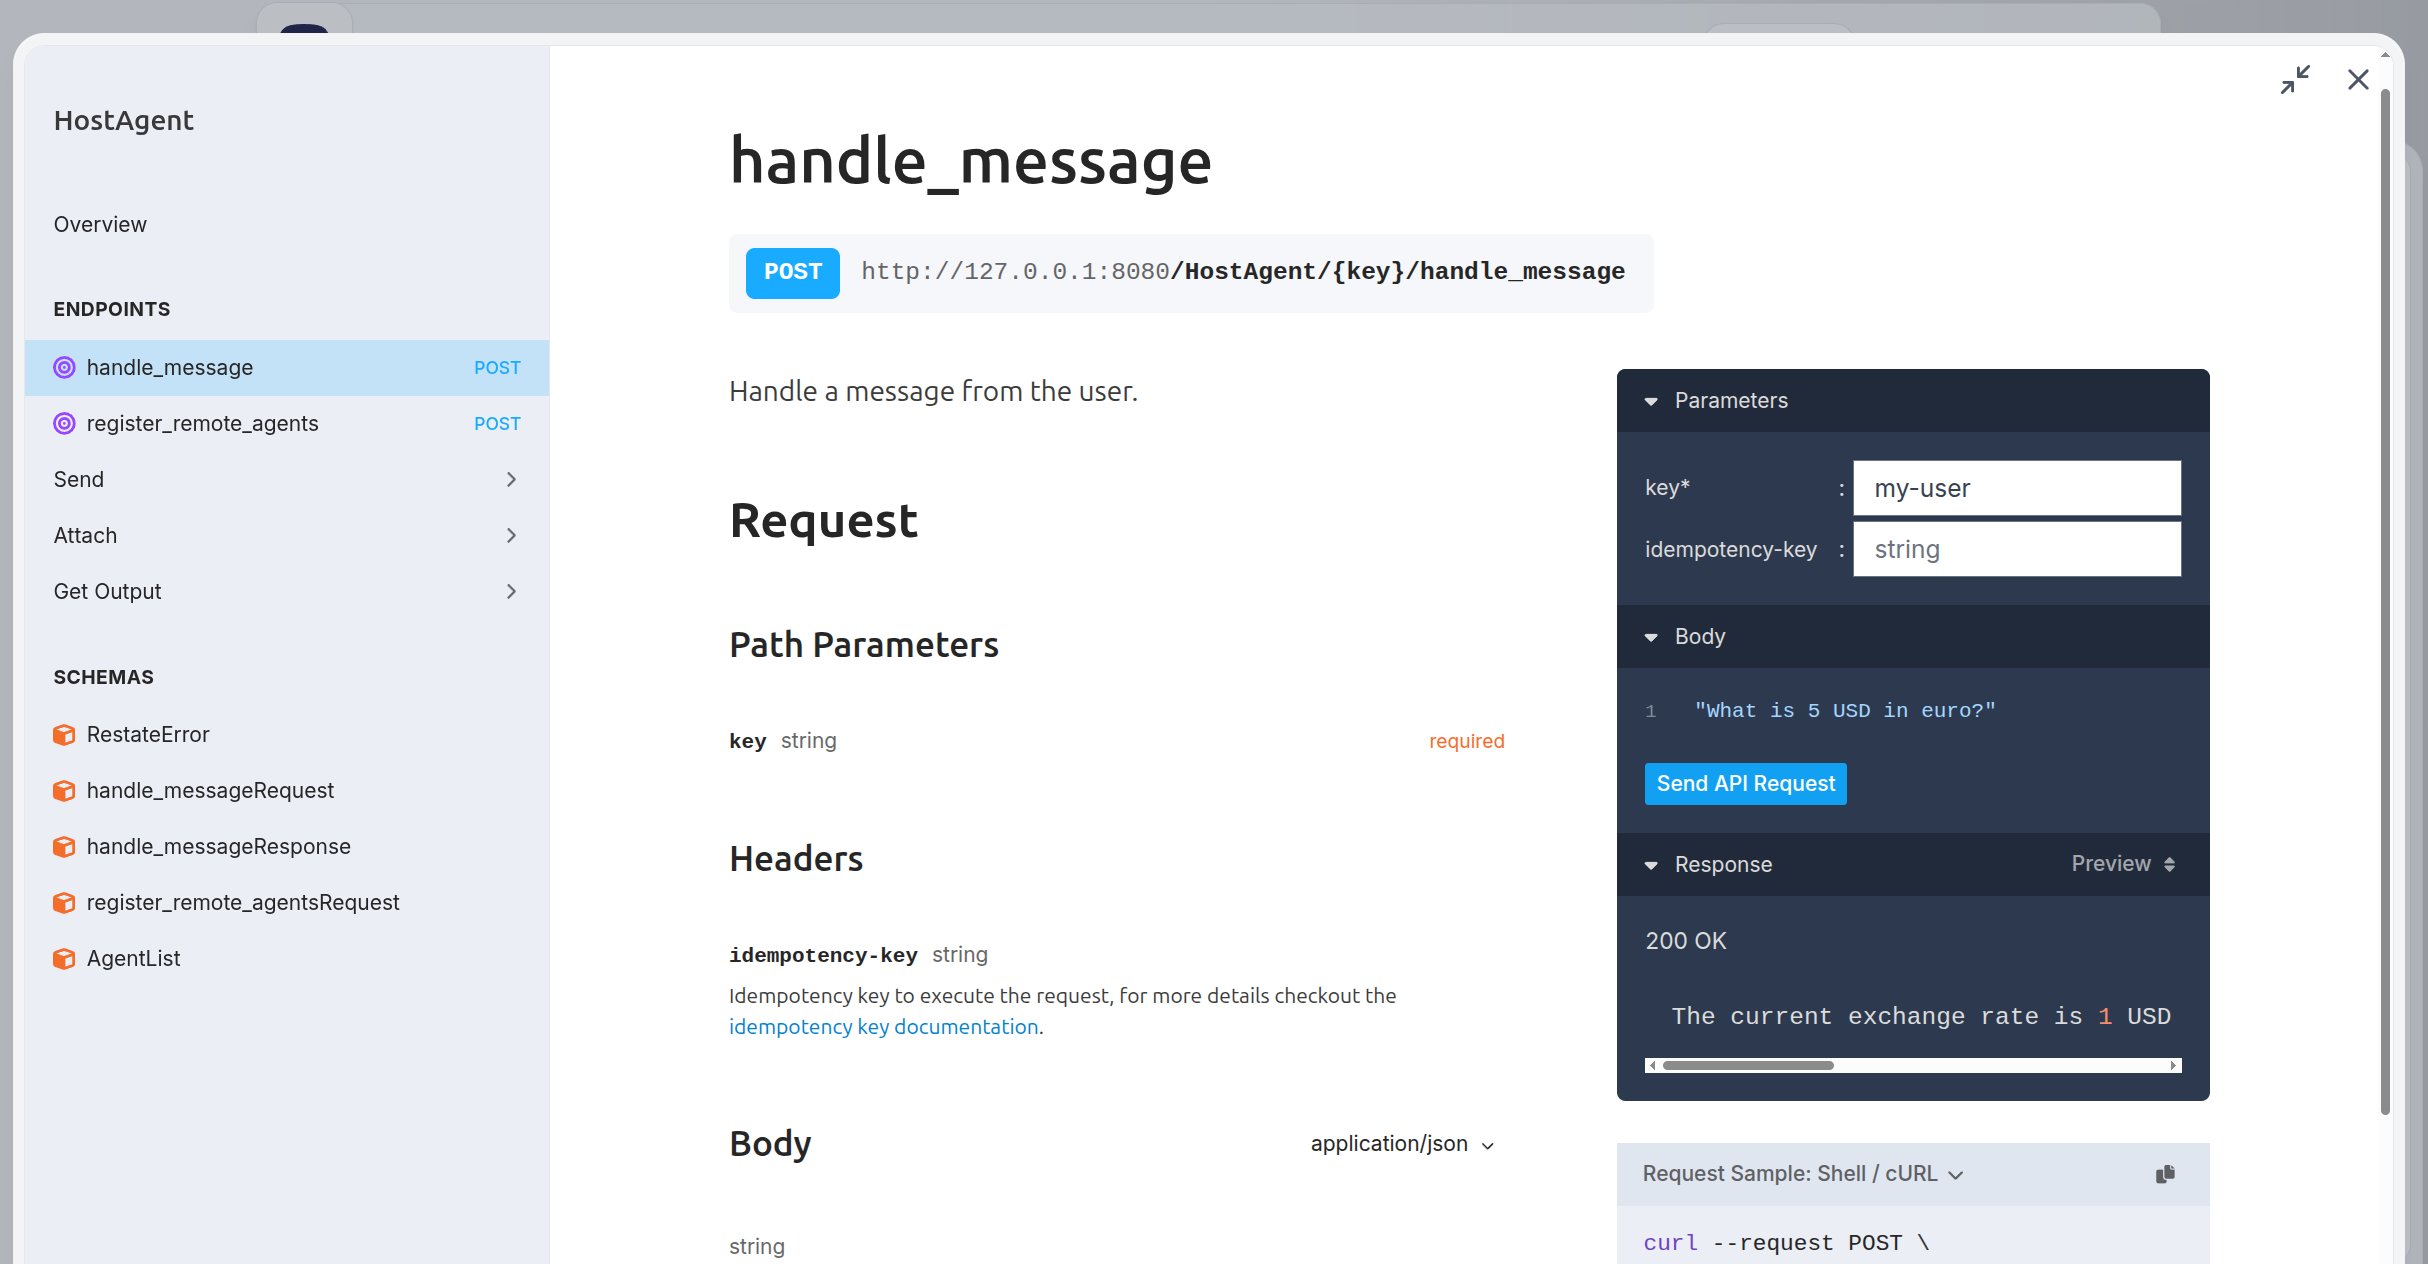 HostAgent
Overview
ENDPOINTS
handle_message POST
register_remote_agents POST
Send
Attach
Get Output
SCHEMAS
RestateError
handle_messageRequest
handle_messageResponse
register_remote_agentsRequest
AgentList
handle_message
POST http://127.0.0.1:8080/HostAgent/{key}/handle_message
Handle a message from the user.
Request
Path Parameters
key string required
Headers
idempotency-key string
Idempotency key to execute the request, for more details checkout the
idempotency key documentation.
Body application/json
string
Parameters
key* : my-user
idempotency-key : string
Body
1 "What is 5 USD in euro?"
Send API Request
Response Preview
200 OK
The current exchange rate is 1 USD
Request Sample: Shell / cURL
curl --request POST \